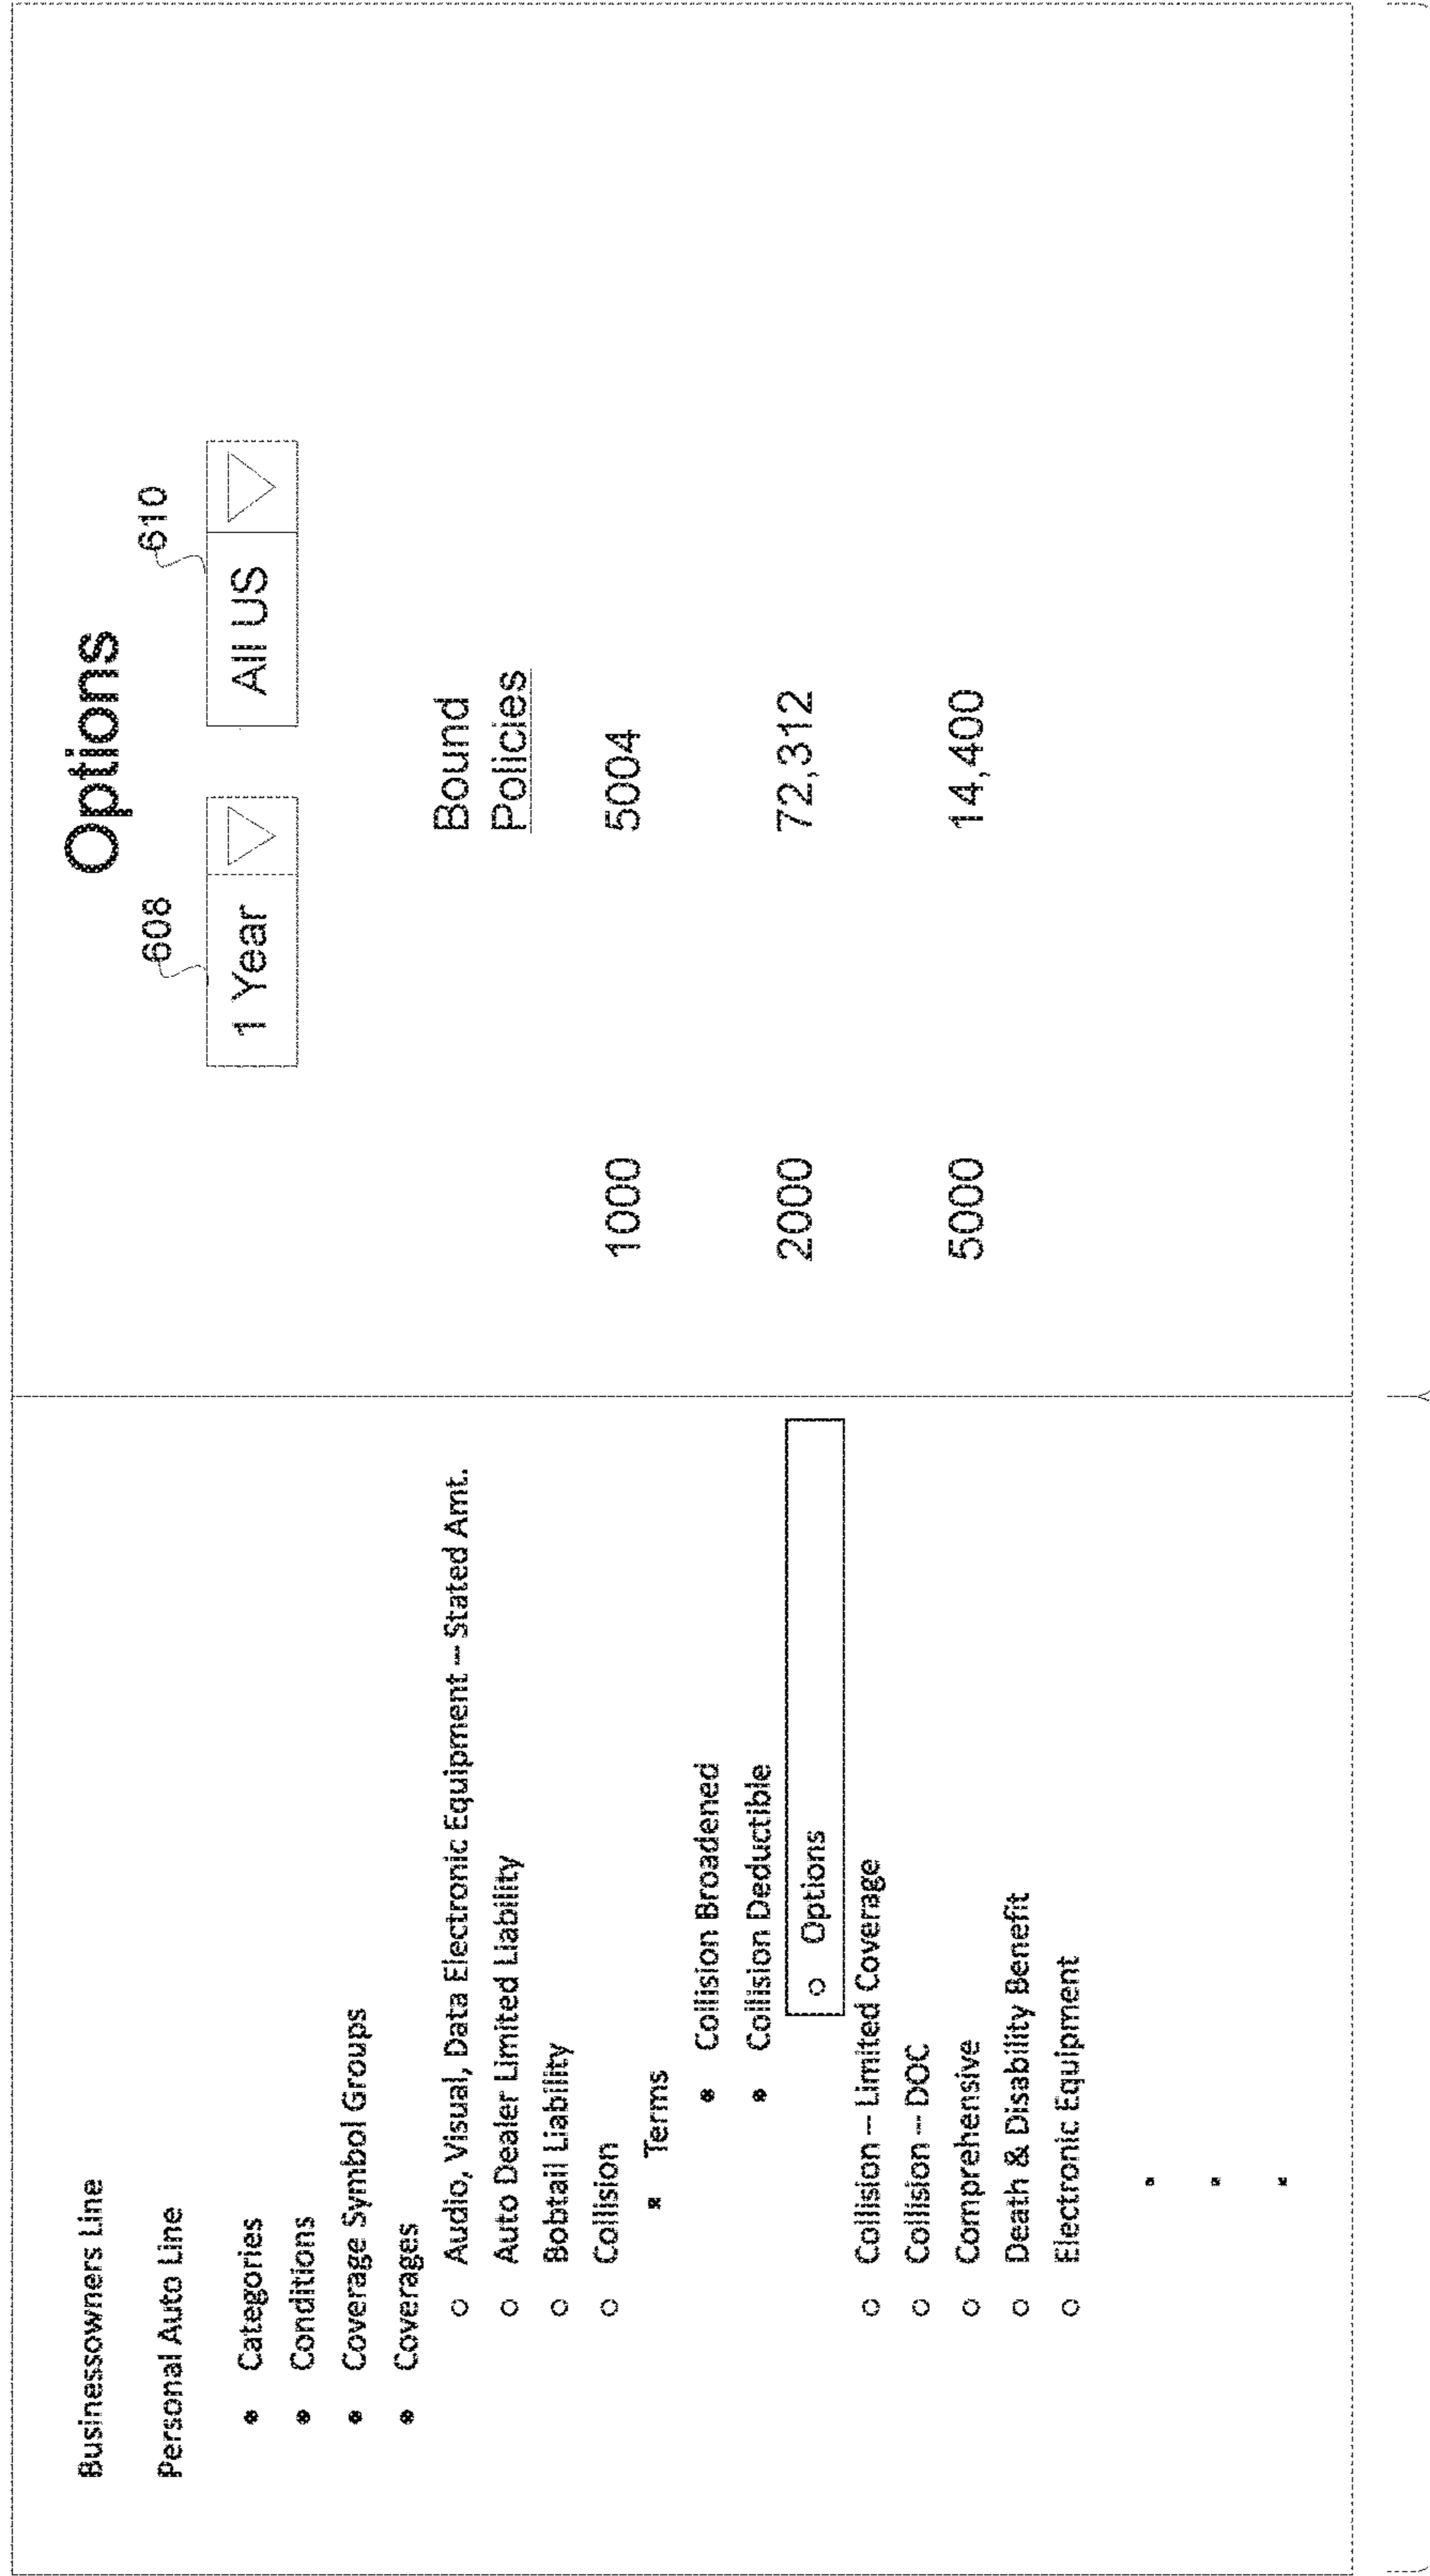 Businessowners Line
Personal Auto Line
• Categories
• Conditions
• Coverage Symbol Groups
• Coverages
○ Audio, Visual, Data Electronic Equipment – Stated Amt.
○ Auto Dealer Limited Liability
○ Bobtail Liability
○ Collision
▪ Terms
• Collision Broadened
• Collision Deductible
○ Options
○ Collision – Limited Coverage
○ Collision – DOC
○ Comprehensive
○ Death & Disability Benefit
○ Electronic Equipment
Options
608
610
1 Year
All US
Bound
Policies
1000 5004
2000 72,312
5000 14,400